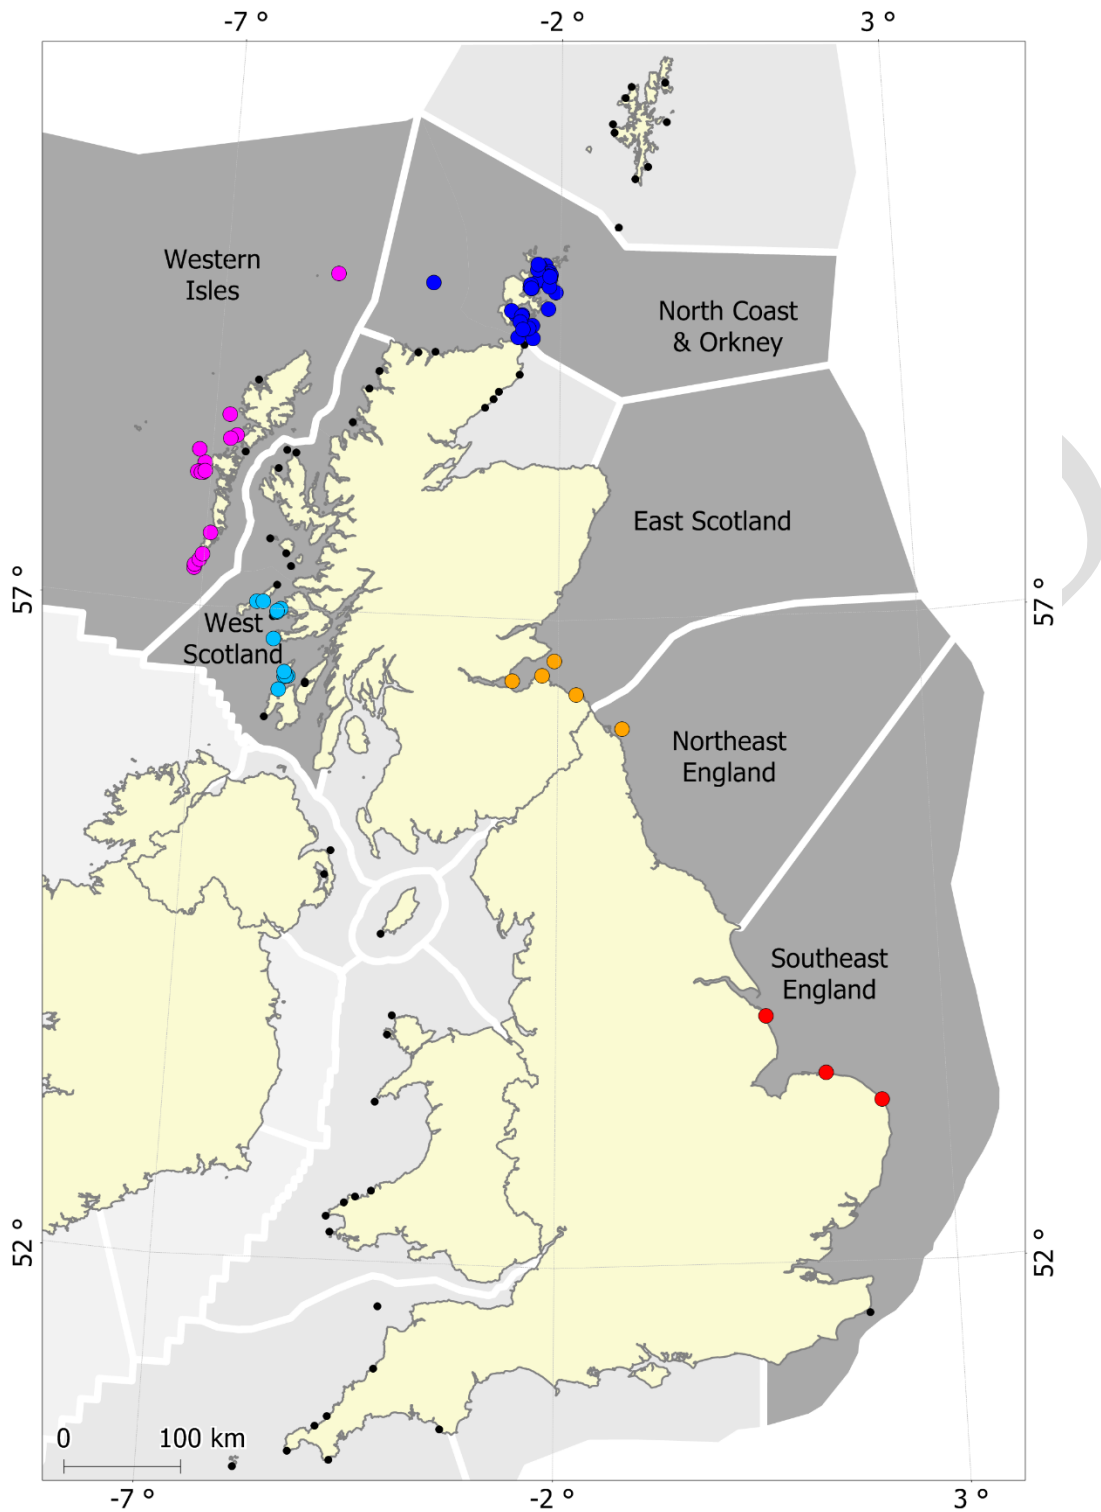 -7 °
-2 °
3 °
Western
Isles
North Coast
& Orkney
East Scotland
57 °
57 °
West
Scotland
Northeast
England
Southeast
England
52 °
52 °
0
100 km
-7 °
-2 °
3 °